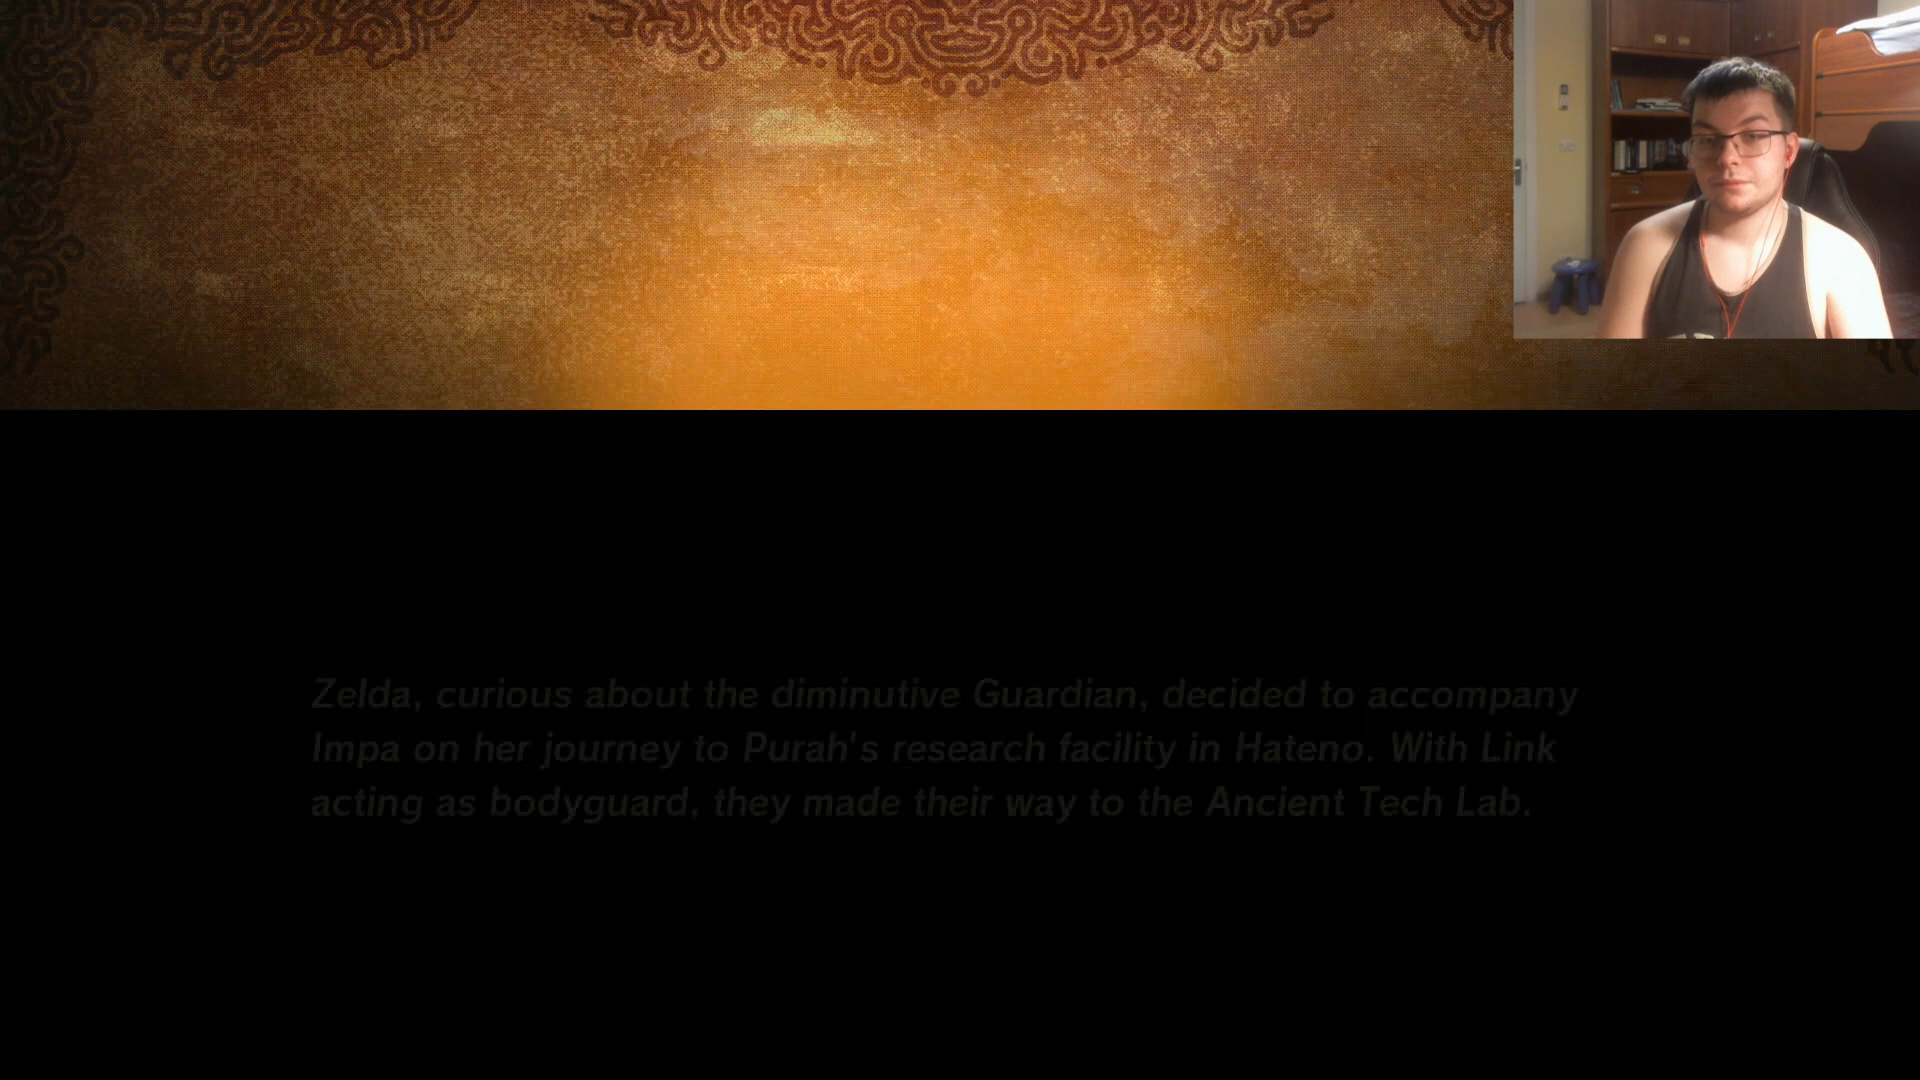 Zelda, curious about the diminutive Guardian, decided to accompany
Impa on her journey to Purah's research facility in Hateno. With Link
acting as bodyguard, they made their way to the Ancient Tech Lab.